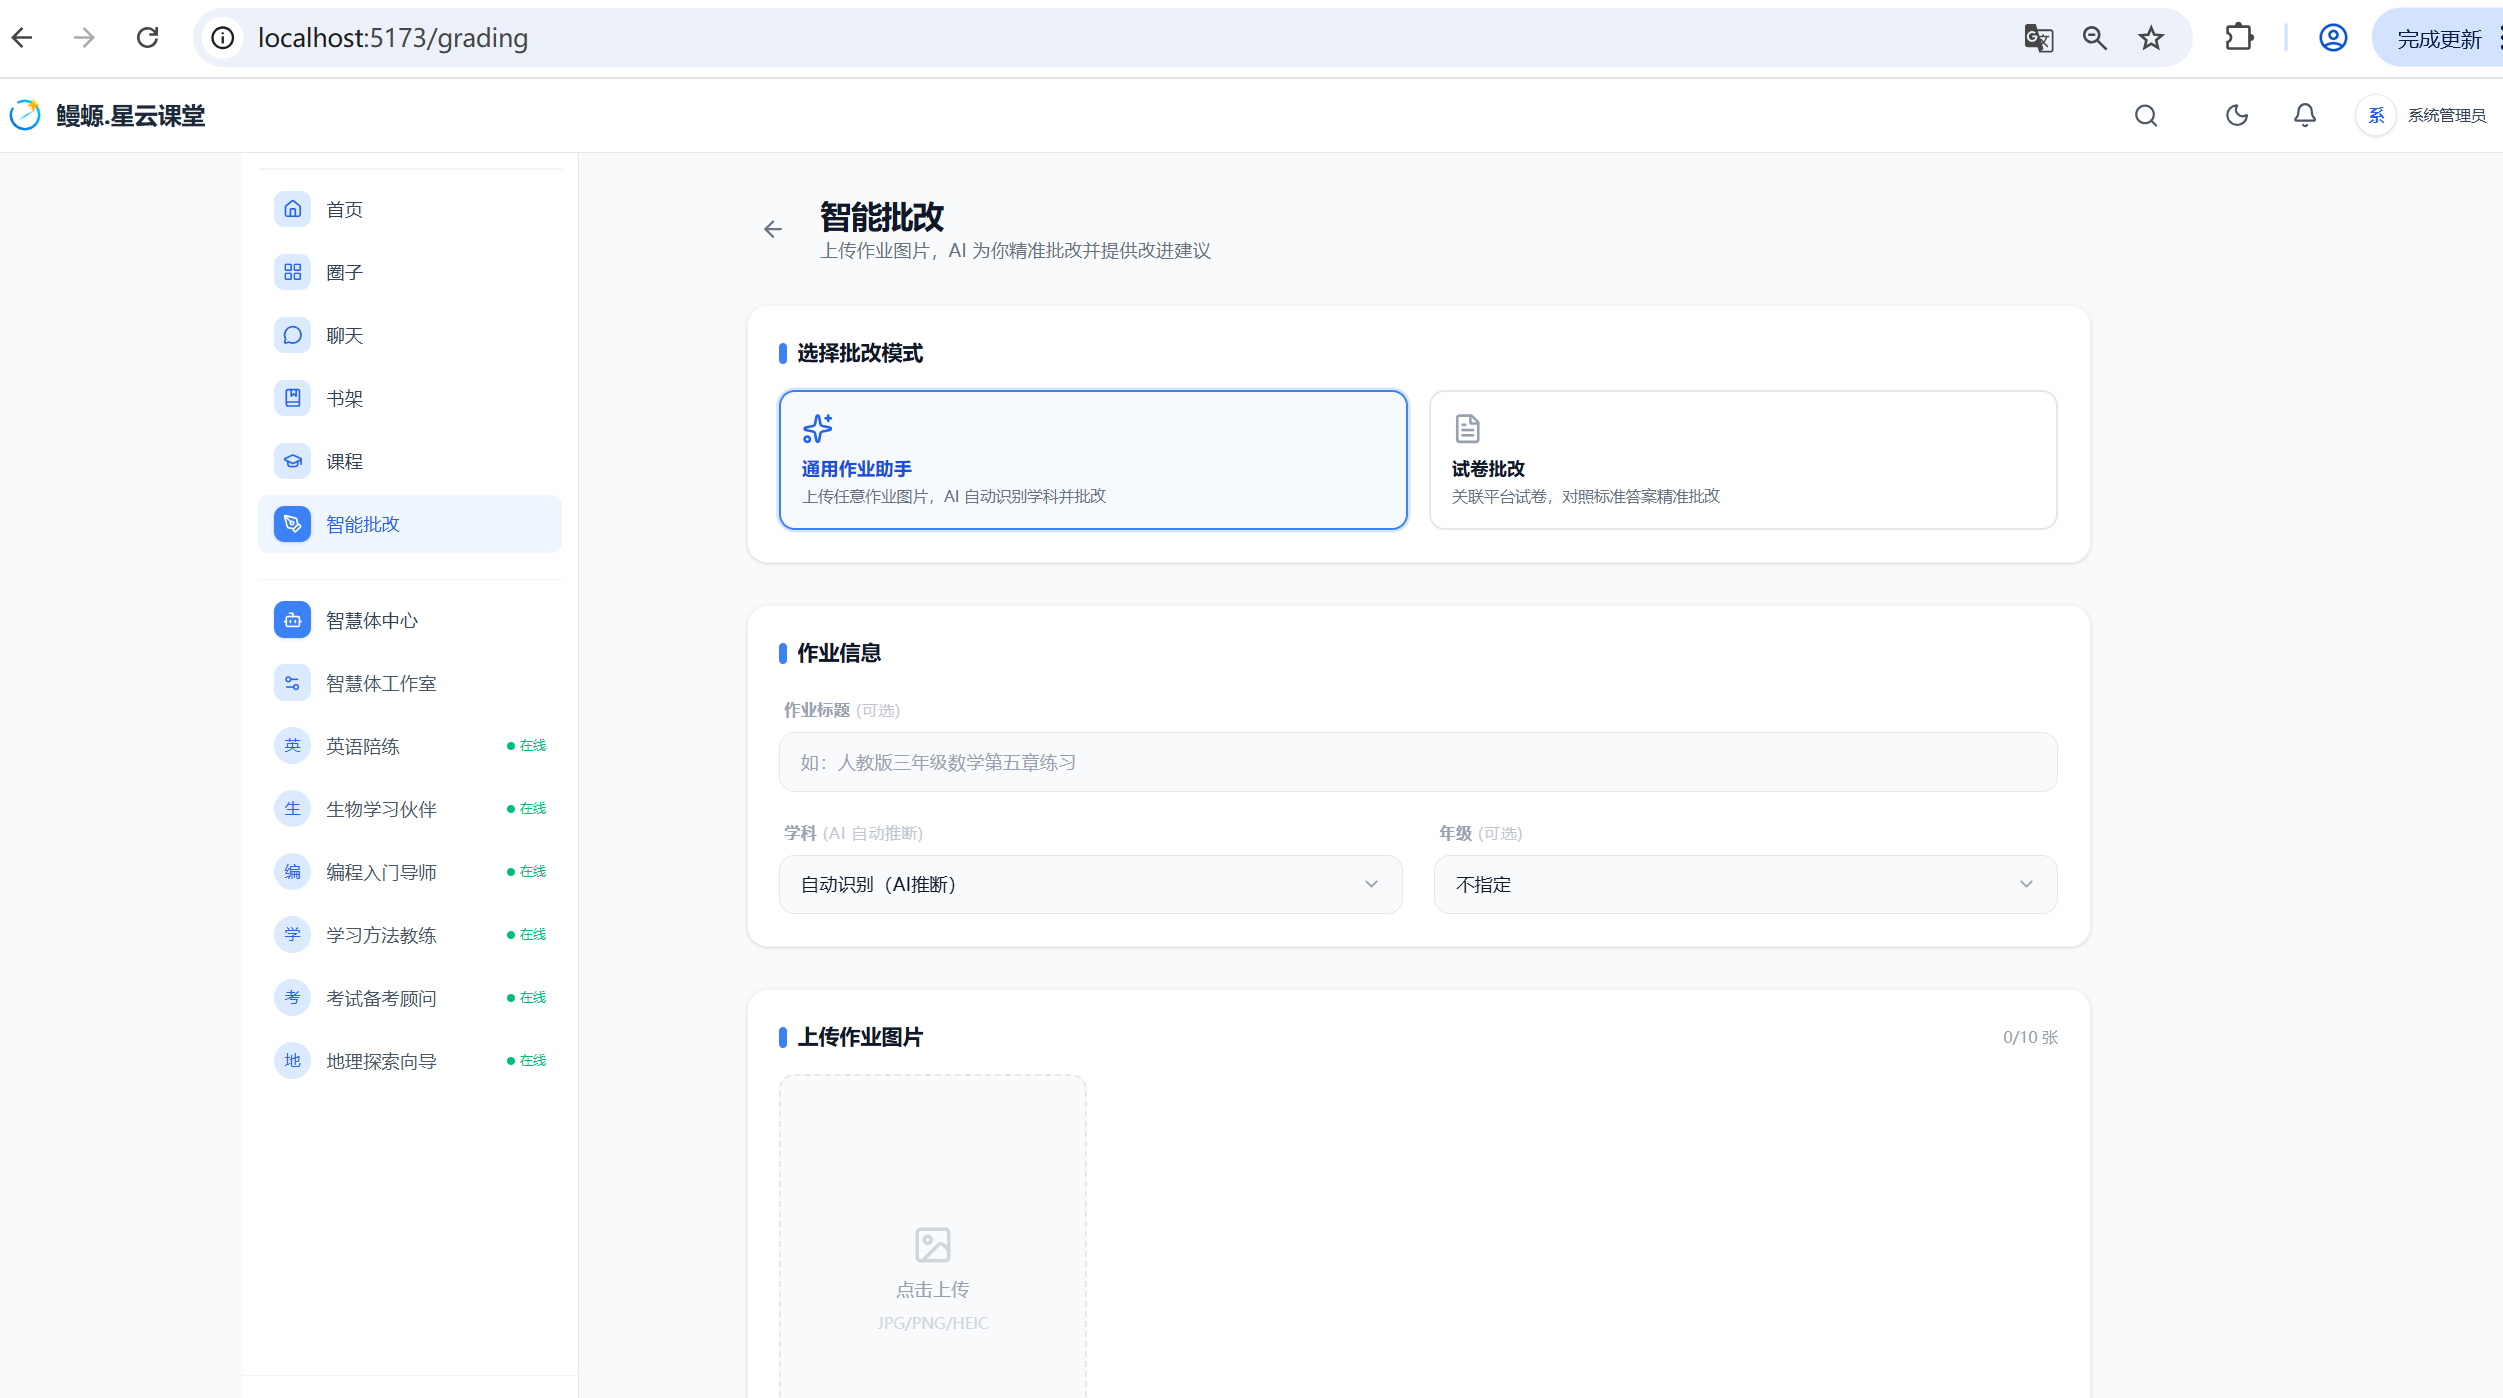 localhost:5173/grading
完成更新
鳗螈.星云课堂
系
系统管理员
首页
圈子
聊天
书架
课程
智能批改
智慧体中心
智慧体工作室
英 英语陪练 在线
生 生物学习伙伴 在线
编 编程入门导师 在线
学 学习方法教练 在线
考 考试备考顾问 在线
地 地理探索向导 在线
智能批改
上传作业图片，AI 为你精准批改并提供改进建议
选择批改模式
通用作业助手
上传任意作业图片，AI 自动识别学科并批改
试卷批改
关联平台试卷，对照标准答案精准批改
作业信息
作业标题 (可选)
如：人教版三年级数学第五章练习
学科 (AI 自动推断)
自动识别（AI推断）
年级 (可选)
不指定
上传作业图片
0/10 张
点击上传
JPG/PNG/HEIC